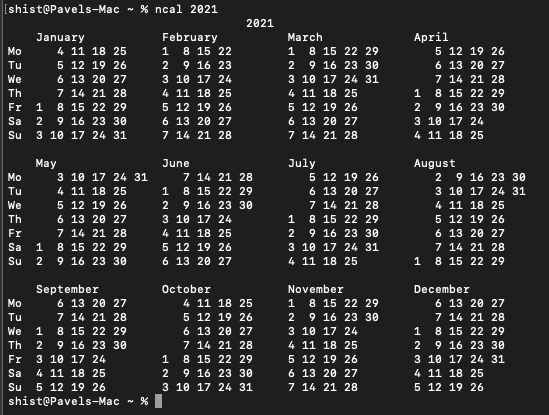 [shist@Pavels-Mac ~ % ncal 2021
                                  2021
    January           February          March             April
Mo     4 11 18 25     1  8 15 22        1  8 15 22 29        5 12 19 26
Tu     5 12 19 26     2  9 16 23        2  9 16 23 30        6 13 20 27
We     6 13 20 27     3 10 17 24        3 10 17 24 31        7 14 21 28
Th     7 14 21 28     4 11 18 25        4 11 18 25        1  8 15 22 29
Fr  1  8 15 22 29     5 12 19 26        5 12 19 26        2  9 16 23 30
Sa  2  9 16 23 30     6 13 20 27        6 13 20 27        3 10 17 24
Su  3 10 17 24 31     7 14 21 28        7 14 21 28        4 11 18 25

    May               June              July              August
Mo     3 10 17 24 31     7 14 21 28        5 12 19 26        2  9 16 23 30
Tu     4 11 18 25     1  8 15 22 29        6 13 20 27        3 10 17 24 31
We     5 12 19 26     2  9 16 23 30        7 14 21 28        4 11 18 25
Th     6 13 20 27     3 10 17 24        1  8 15 22 29        5 12 19 26
Fr     7 14 21 28     4 11 18 25        2  9 16 23 30        6 13 20 27
Sa  1  8 15 22 29     5 12 19 26        3 10 17 24 31        7 14 21 28
Su  2  9 16 23 30     6 13 20 27        4 11 18 25        1  8 15 22 29

    September         October           November          December
Mo     6 13 20 27        4 11 18 25     1  8 15 22 29        6 13 20 27
Tu     7 14 21 28        5 12 19 26     2  9 16 23 30        7 14 21 28
We  1  8 15 22 29        6 13 20 27     3 10 17 24        1  8 15 22 29
Th  2  9 16 23 30        7 14 21 28     4 11 18 25        2  9 16 23 30
Fr  3 10 17 24        1  8 15 22 29     5 12 19 26        3 10 17 24 31
Sa  4 11 18 25        2  9 16 23 30     6 13 20 27        4 11 18 25
Su  5 12 19 26        3 10 17 24 31     7 14 21 28        5 12 19 26
shist@Pavels-Mac ~ %